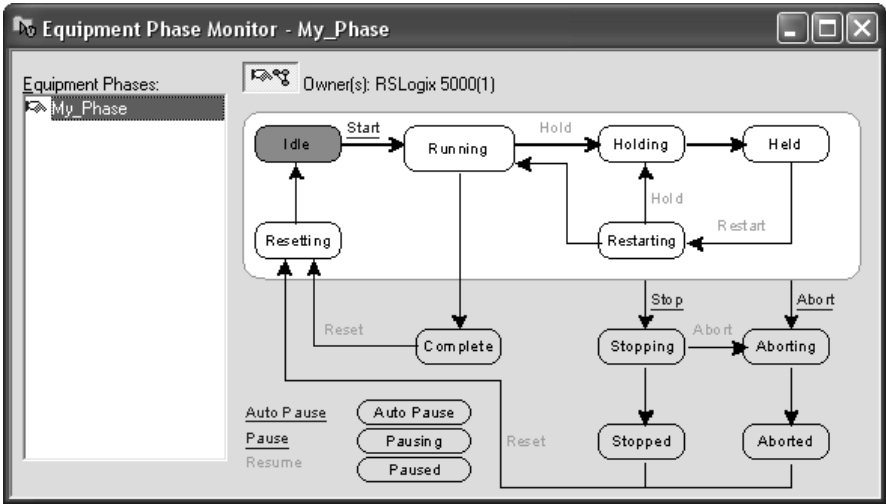 Equipment Phase Monitor - My_Phase
Equipment Phases:
Owner(s): RSLogix 5000(1)
My_Phase
Idle
Start
Running
Hold
Holding
Held
Hold
Resetting
Restarting
Restart
Stop
Abort
Reset
Complete
Stopping
Abort
Aborting
Auto Pause
Auto Pause
Pause
Pausing
Reset
Stopped
Aborted
Resume
Paused